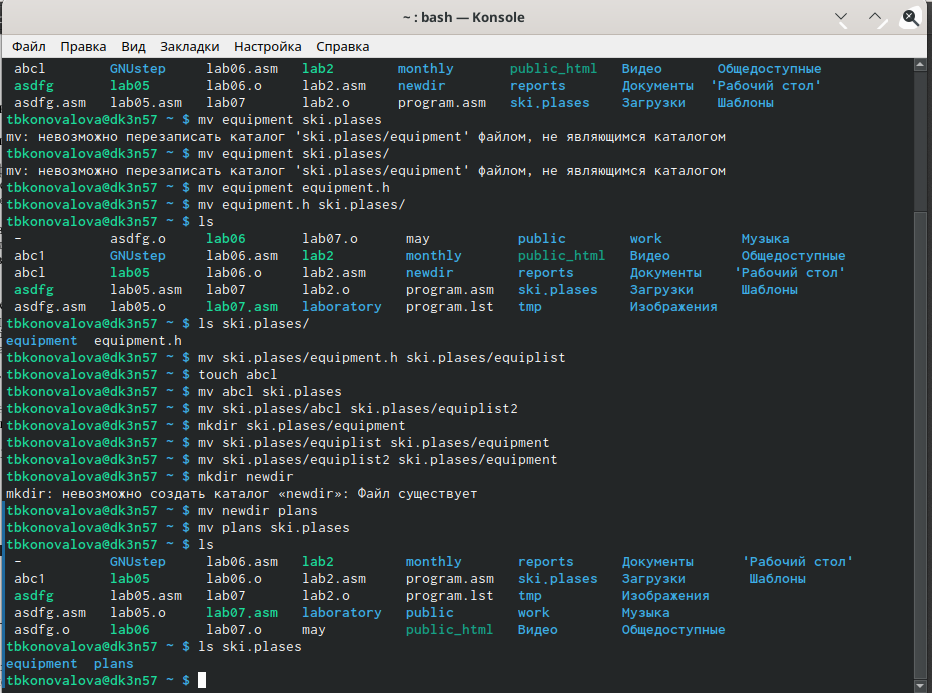 ~ : bash — Konsole
Файл Правка Вид Закладки Настройка Справка
abcl GNUstep lab06.asm lab2 monthly public_html Видео Общедоступные
asdfg lab05 lab06.o lab2.asm newdir reports Документы 'Рабочий стол'
asdfg.asm lab05.asm lab07 lab2.o program.asm ski.plases Загрузки Шаблоны
tbkonovalova@dk3n57 ~ $ mv equipment ski.plases
mv: невозможно перезаписать каталог 'ski.plases/equipment' файлом, не являющимся каталогом
tbkonovalova@dk3n57 ~ $ mv equipment ski.plases/
mv: невозможно перезаписать каталог 'ski.plases/equipment' файлом, не являющимся каталогом
tbkonovalova@dk3n57 ~ $ mv equipment equipment.h
tbkonovalova@dk3n57 ~ $ mv equipment.h ski.plases/
tbkonovalova@dk3n57 ~ $ ls
- asdfg.o lab06 lab07.o may public work Музыка
abc1 GNUstep lab06.asm lab2 monthly public_html Видео Общедоступные
abcl lab05 lab06.o lab2.asm newdir reports Документы 'Рабочий стол'
asdfg lab05.asm lab07 lab2.o program.asm ski.plases Загрузки Шаблоны
asdfg.asm lab05.o lab07.asm laboratory program.lst tmp Изображения
tbkonovalova@dk3n57 ~ $ ls ski.plases/
equipment equipment.h
tbkonovalova@dk3n57 ~ $ mv ski.plases/equipment.h ski.plases/equiplist
tbkonovalova@dk3n57 ~ $ touch abcl
tbkonovalova@dk3n57 ~ $ mv abcl ski.plases
tbkonovalova@dk3n57 ~ $ mv ski.plases/abcl ski.plases/equiplist2
tbkonovalova@dk3n57 ~ $ mkdir ski.plases/equipment
tbkonovalova@dk3n57 ~ $ mv ski.plases/equiplist ski.plases/equipment
tbkonovalova@dk3n57 ~ $ mv ski.plases/equiplist2 ski.plases/equipment
tbkonovalova@dk3n57 ~ $ mkdir newdir
mkdir: невозможно создать каталог «newdir»: Файл существует
tbkonovalova@dk3n57 ~ $ mv newdir plans
tbkonovalova@dk3n57 ~ $ mv plans ski.plases
tbkonovalova@dk3n57 ~ $ ls
- GNUstep lab06.asm lab2 monthly reports Документы 'Рабочий стол'
abc1 lab05 lab06.o lab2.asm program.asm ski.plases Загрузки Шаблоны
asdfg lab05.asm lab07 lab2.o program.lst tmp Изображения
asdfg.asm lab05.o lab07.asm laboratory public work Музыка
asdfg.o lab06 lab07.o may public_html Видео Общедоступные
tbkonovalova@dk3n57 ~ $ ls ski.plases
equipment plans
tbkonovalova@dk3n57 ~ $